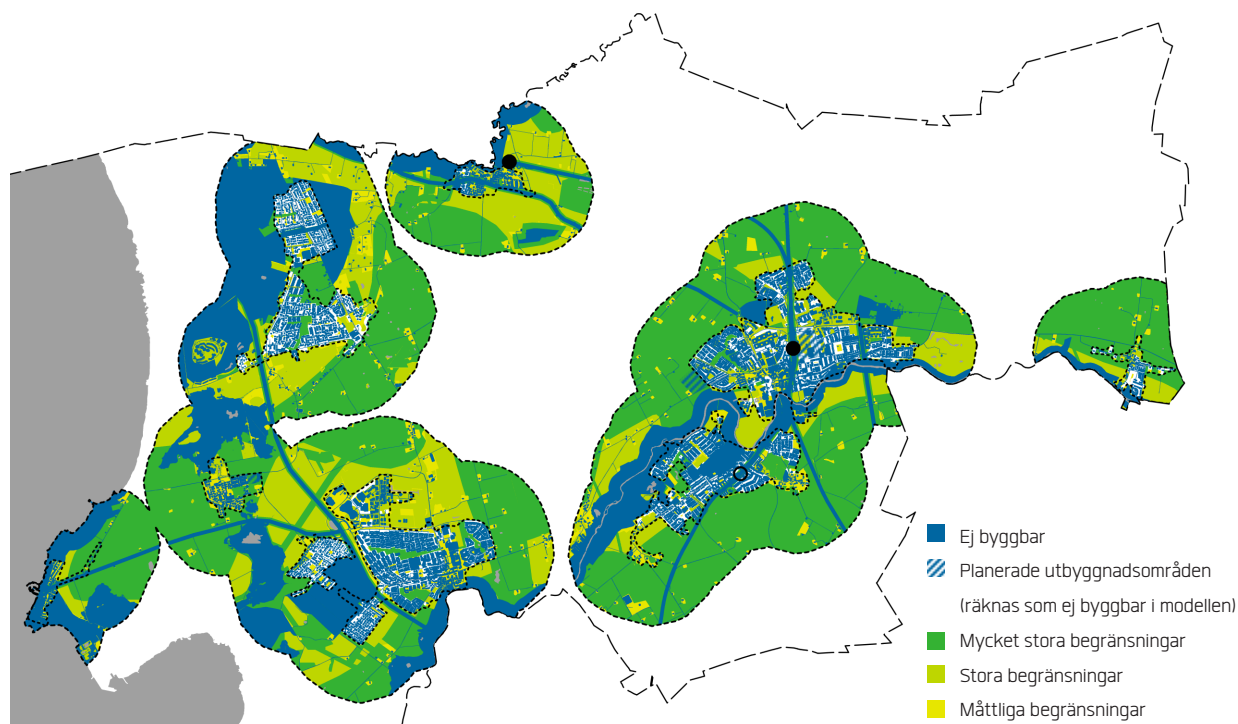 Ej byggbar
Planerade utbyggnadsområden
(räknas som ej byggbar i modellen)
Mycket stora begränsningar
Stora begränsningar
Måttliga begränsningar